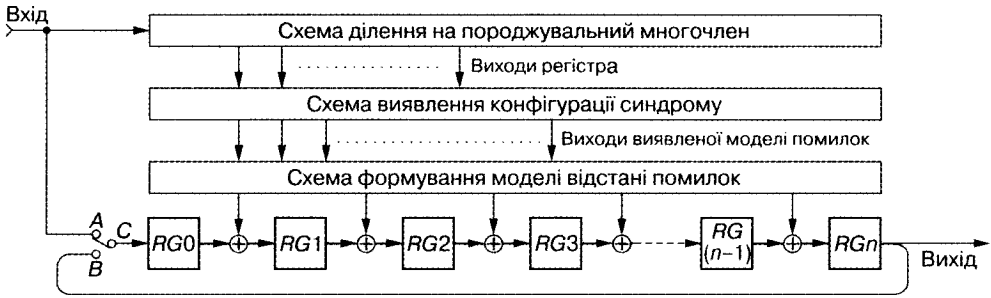 Вхід
Схема ділення на породжувальний многочлен
Виходи регістра
Схема виявлення конфігурації синдрому
Виходи виявленої моделі помилок
Схема формування моделі відстані помилок
A
C
B
RG0
RG1
RG2
RG3
RG
(n–1)
RGn
Вихід